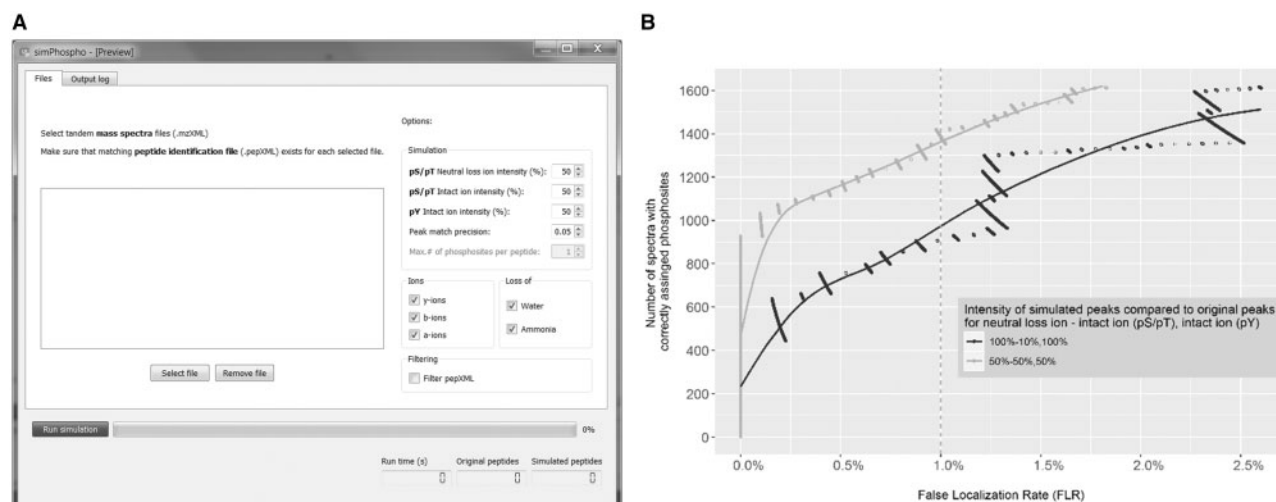 A
simPhospho - [Preview]
Files
Output log
Select tandem mass spectra files (.mzXML)
Make sure that matching peptide identification file (.pepXML) exists for each selected file.
Select file
Remove file
Options:
Simulation
pS/pT Neutral loss ion intensity (%): 50
pS/pT Intact ion intensity (%): 50
pY Intact ion intensity (%): 50
Peak match precision: 0.05
Max.# of phosphosites per peptide: 1
Ions
y-ions
b-ions
a-ions
Loss of
Water
Ammonia
Filtering
Filter pepXML
Run simulation
0%
Run time (s)
0
Original peptides
0
Simulated peptides
0
B
Number of spectra with
correctly assinged phosphosites
1600
1400
1200
1000
800
600
400
200
0
Intensity of simulated peaks compared to original peaks
for neutral loss ion - intact ion (pS/pT), intact ion (pY)
100%-10%,100%
50%-50%,50%
0.0%
0.5%
1.0%
1.5%
2.0%
2.5%
False Localization Rate (FLR)